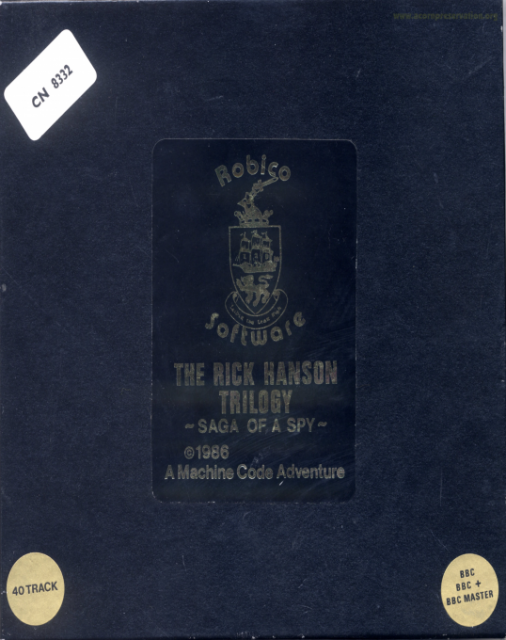 CN 8332
Robico
Software
THE RICK HANSON
TRILOGY
~ SAGA OF A SPY ~
©1986
A Machine Code Adventure
40 TRACK
BBC
BBC +
BBC MASTER